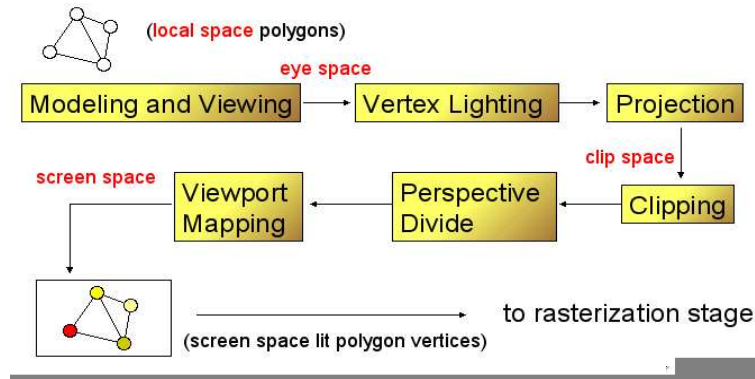 (local space polygons)
eye space
Modeling and Viewing
Vertex Lighting
Projection
clip space
screen space
Viewport
Mapping
Perspective
Divide
Clipping
to rasterization stage
(screen space lit polygon vertices)